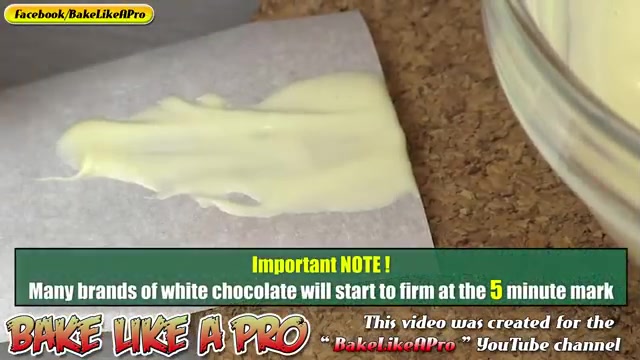 Facebook/BakeLikeAPro
Important NOTE !
Many brands of white chocolate will start to firm at the 5 minute mark
BAKE LIKE A PRO
This video was created for the
“ BakeLikeAPro ” YouTube channel